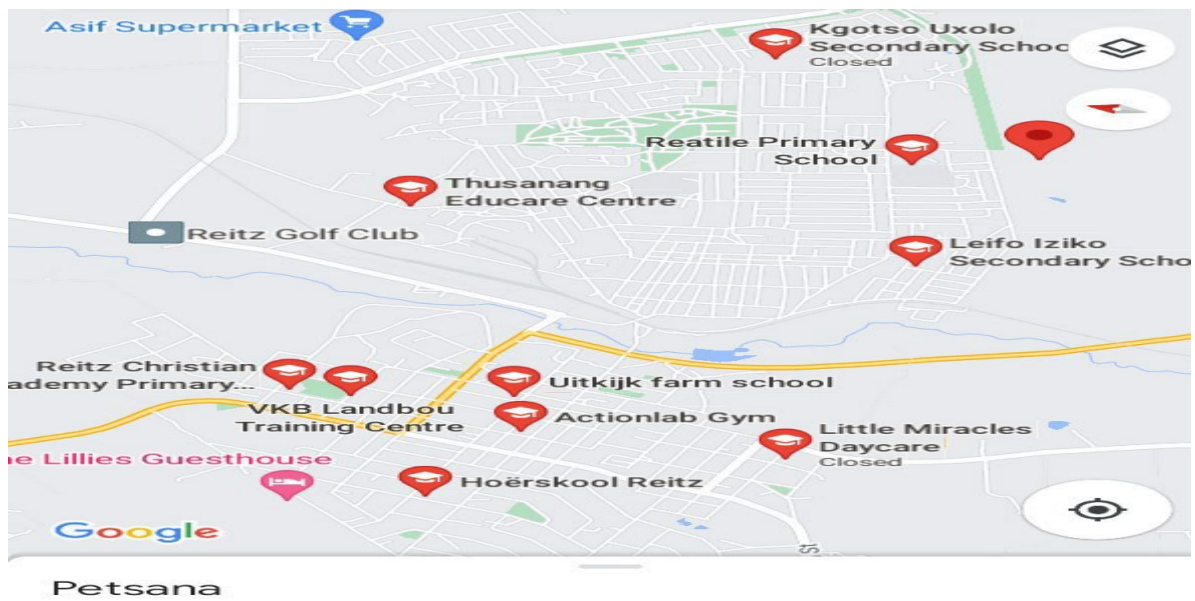 Asif Supermarket
Kgotso Uxolo
Secondary Schoo
Closed
Reatile Primary
School
Thusanang
Educare Centre
Reitz Golf Club
Leifo Iziko
Secondary Scho
Reitz Christian
ademy Primary...
Uitkijk farm school
VKB Landbou
Training Centre
Actionlab Gym
Little Miracles
Daycare
Closed
ne Lillies Guesthouse
Hoërskool Reitz
Google
Petsana